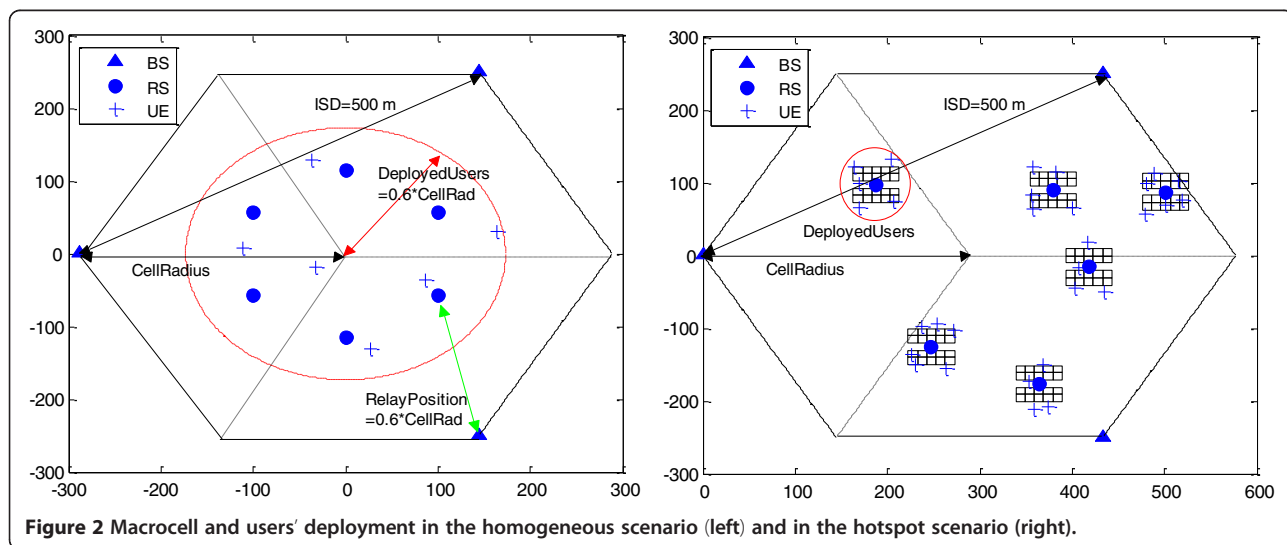 300
200
100
0
-100
-200
-300
-300
-200
-100
0
100
200
300
BS
RS
UE
ISD=500 m
DeployedUsers
=0.6*CellRad
CellRadius
RelayPosition
=0.6*CellRad
300
200
100
0
-100
-200
-300
0
100
200
300
400
500
600
BS
RS
UE
ISD=500 m
DeployedUsers
CellRadius
Figure 2 Macrocell and users' deployment in the homogeneous scenario (left) and in the hotspot scenario (right).